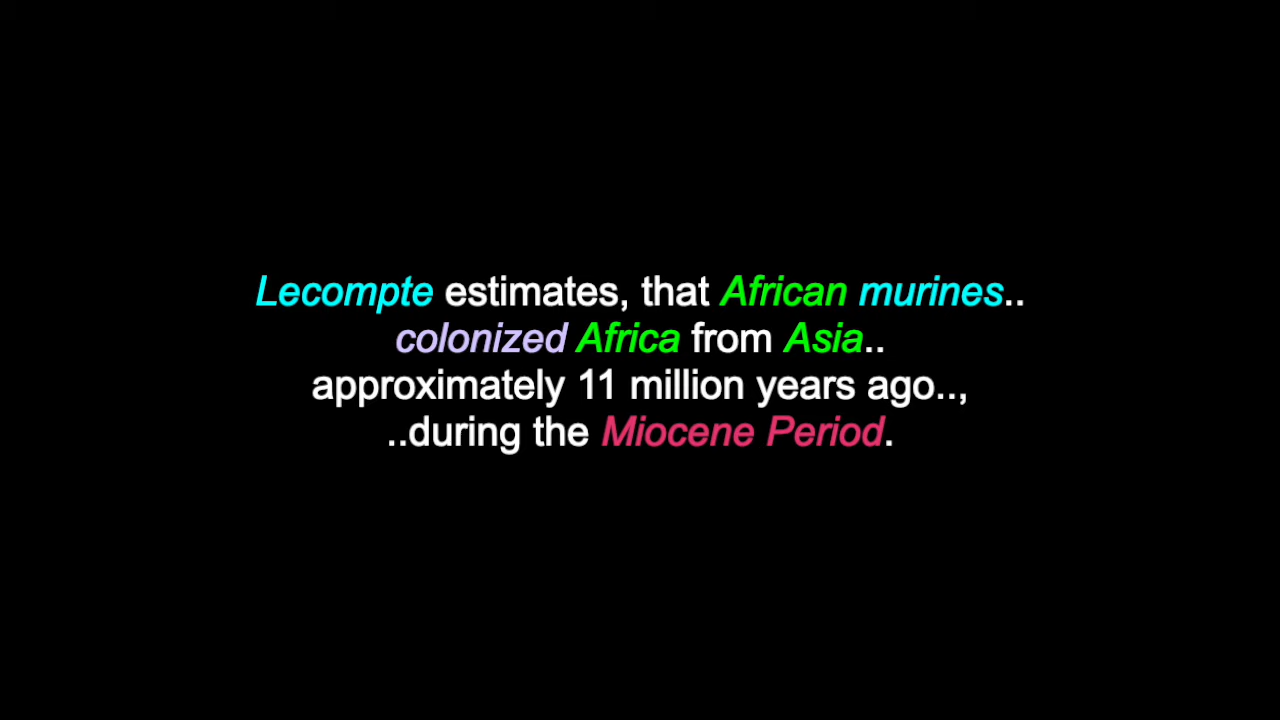 Lecompte estimates, that African murines..
colonized Africa from Asia..
approximately 11 million years ago..,
..during the Miocene Period.